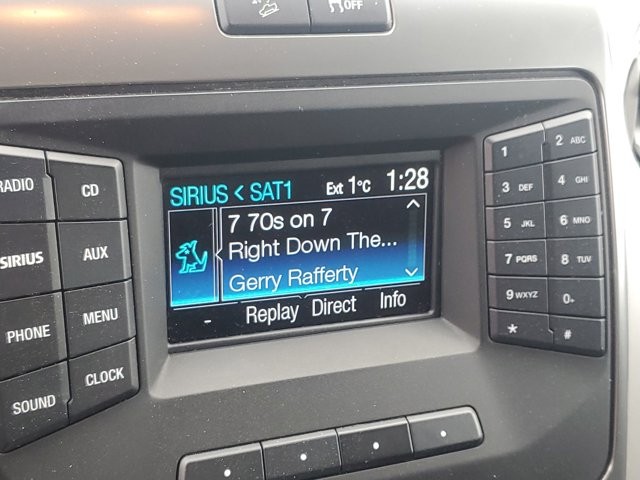 OFF
RADIO
CD
SIRIUS
AUX
PHONE
MENU
SOUND
CLOCK
SIRIUS < SAT1
Ext 1°C 1:28
7 70s on 7
Right Down The...
Gerry Rafferty
- Replay Direct Info
1
2 ABC
3 DEF
4 GHI
5 JKL
6 MNO
7 PQRS
8 TUV
9 WXYZ
0+
*
#